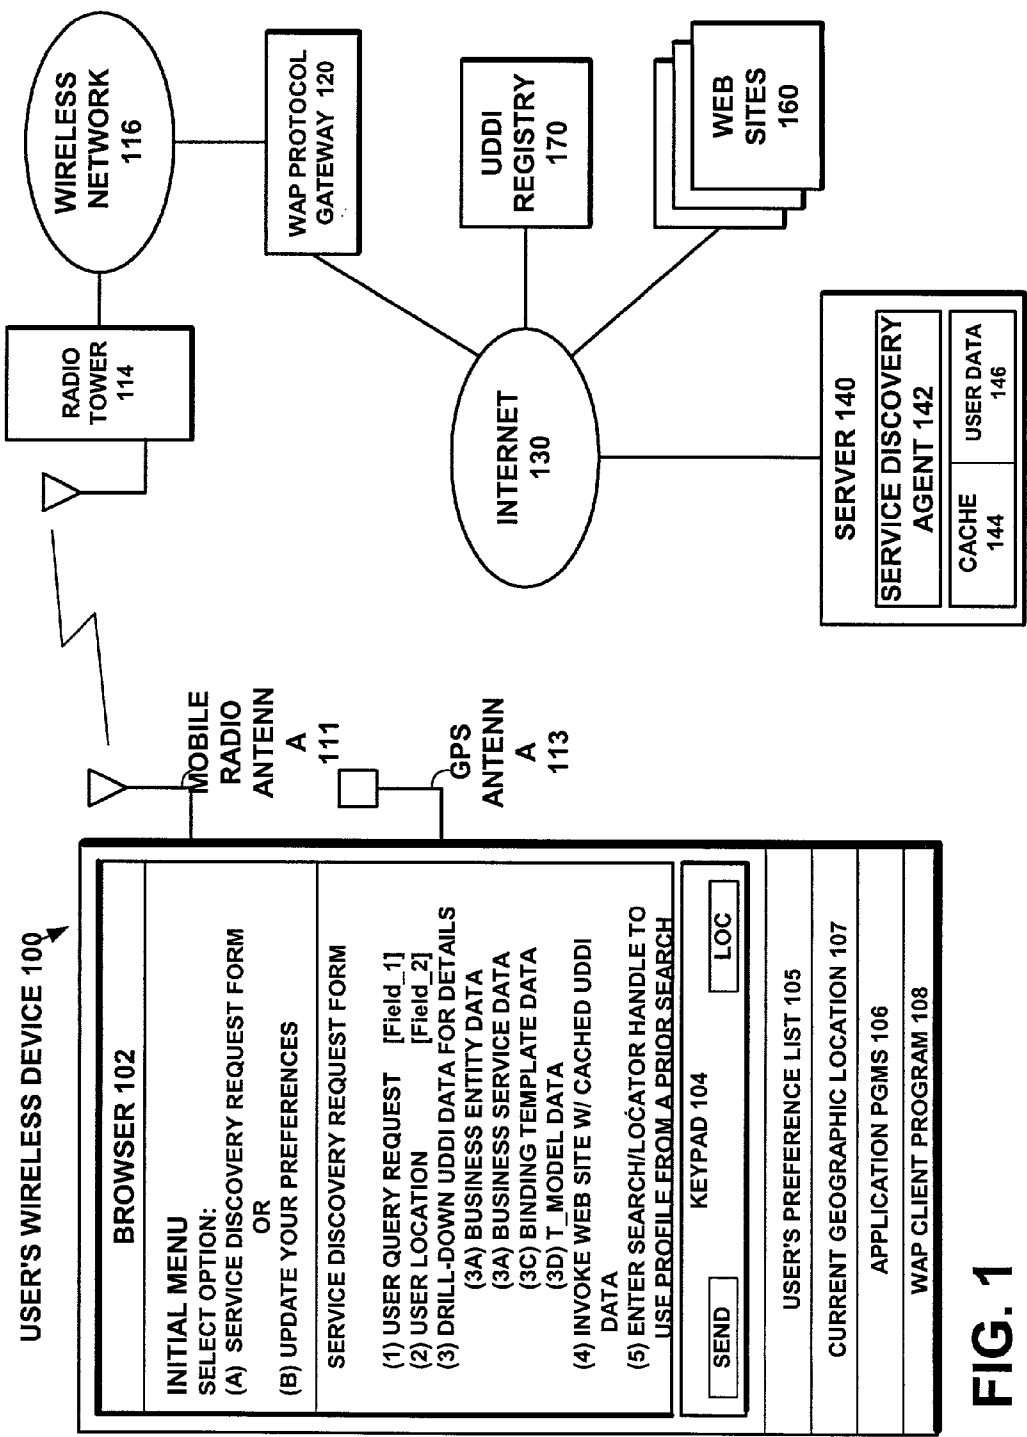 USER'S WIRELESS DEVICE 100
BROWSER 102
INITIAL MENU
SELECT OPTION:
(A) SERVICE DISCOVERY REQUEST FORM
OR
(B) UPDATE YOUR PREFERENCES
SERVICE DISCOVERY REQUEST FORM
(1) USER QUERY REQUEST [Field_1]
(2) USER LOCATION [Field_2]
(3) DRILL-DOWN UDDI DATA FOR DETAILS
(3A) BUSINESS ENTITY DATA
(3A) BUSINESS SERVICE DATA
(3C) BINDING TEMPLATE DATA
(3D) T_MODEL DATA
(4) INVOKE WEB SITE W/ CACHED UDDI
DATA
(5) ENTER SEARCH/LOCATOR HANDLE TO
USE PROFILE FROM A PRIOR SEARCH
KEYPAD 104
SEND
LOC
USER'S PREFERENCE LIST 105
CURRENT GEOGRAPHIC LOCATION 107
APPLICATION PGMS 106
WAP CLIENT PROGRAM 108
MOBILE
RADIO
ANTENN
A
111
GPS
ANTENN
A
113
RADIO
TOWER
114
WIRELESS
NETWORK
116
WAP PROTOCOL
GATEWAY 120
INTERNET
130
UDDI
REGISTRY
170
WEB
SITES
160
SERVER 140
SERVICE DISCOVERY
AGENT 142
CACHE
144
USER DATA
146
FIG. 1